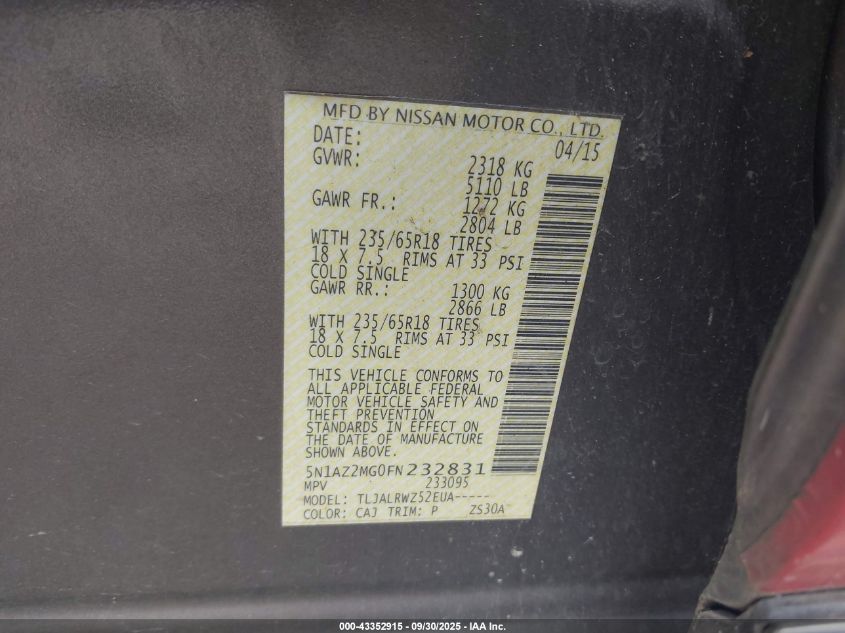 MFD BY NISSAN MOTOR CO., LTD.
DATE: 04/15
GVWR: 2318 KG
5110 LB
GAWR FR.: 1272 KG
2804 LB
WITH 235/65R18 TIRES
18 X 7.5 RIMS AT 33 PSI
COLD SINGLE
GAWR RR.: 1300 KG
2866 LB
WITH 235/65R18 TIRES
18 X 7.5 RIMS AT 33 PSI
COLD SINGLE
THIS VEHICLE CONFORMS TO
ALL APPLICABLE FEDERAL
MOTOR VEHICLE SAFETY AND
THEFT PREVENTION
STANDARDS IN EFFECT ON
THE DATE OF MANUFACTURE
SHOWN ABOVE.
5N1AZ2MG0FN232831
MPV 233095
MODEL: TLJALRWZ52EUA-----
COLOR: CAJ TRIM: P ZS30A
000-43352915 - 09/30/2025 - IAA Inc.